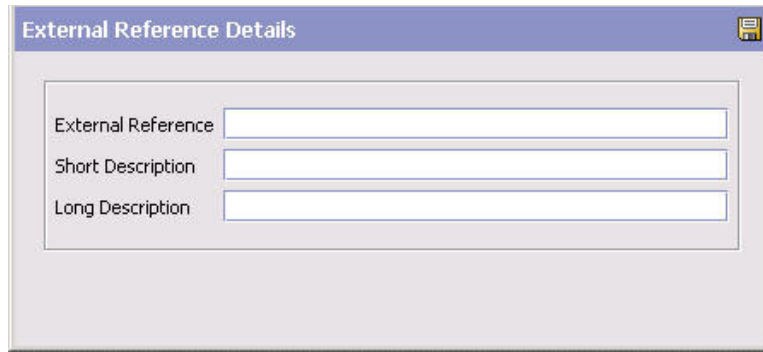 External Reference Details
External Reference
Short Description
Long Description